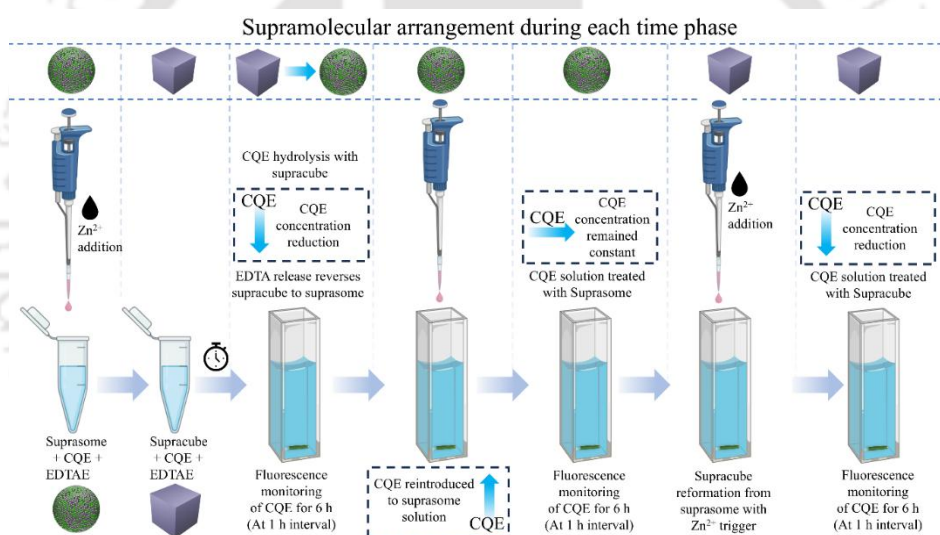 Supramolecular arrangement during each time phase
Zn²⁺
addition
Suprasome
+ CQE +
EDTAE
Supracube
+ CQE +
EDTAE
CQE hydrolysis with
supracube
CQE
CQE
concentration
reduction
EDTA release reverses
supracube to suprasome
Fluorescence
monitoring
of CQE for 6 h
(At 1 h interval)
CQE reintroduced
to suprasome
solution
CQE
CQE
CQE
concentration
remained
constant
CQE solution treated
with Suprasome
Fluorescence
monitoring
of CQE for 6 h
(At 1 h interval)
Zn²⁺
addition
Supracube
reformation from
suprasome with
Zn²⁺ trigger
CQE
CQE
concentration
reduction
CQE solution treated
with Supracube
Fluorescence
monitoring
of CQE for 6 h
(At 1 h interval)